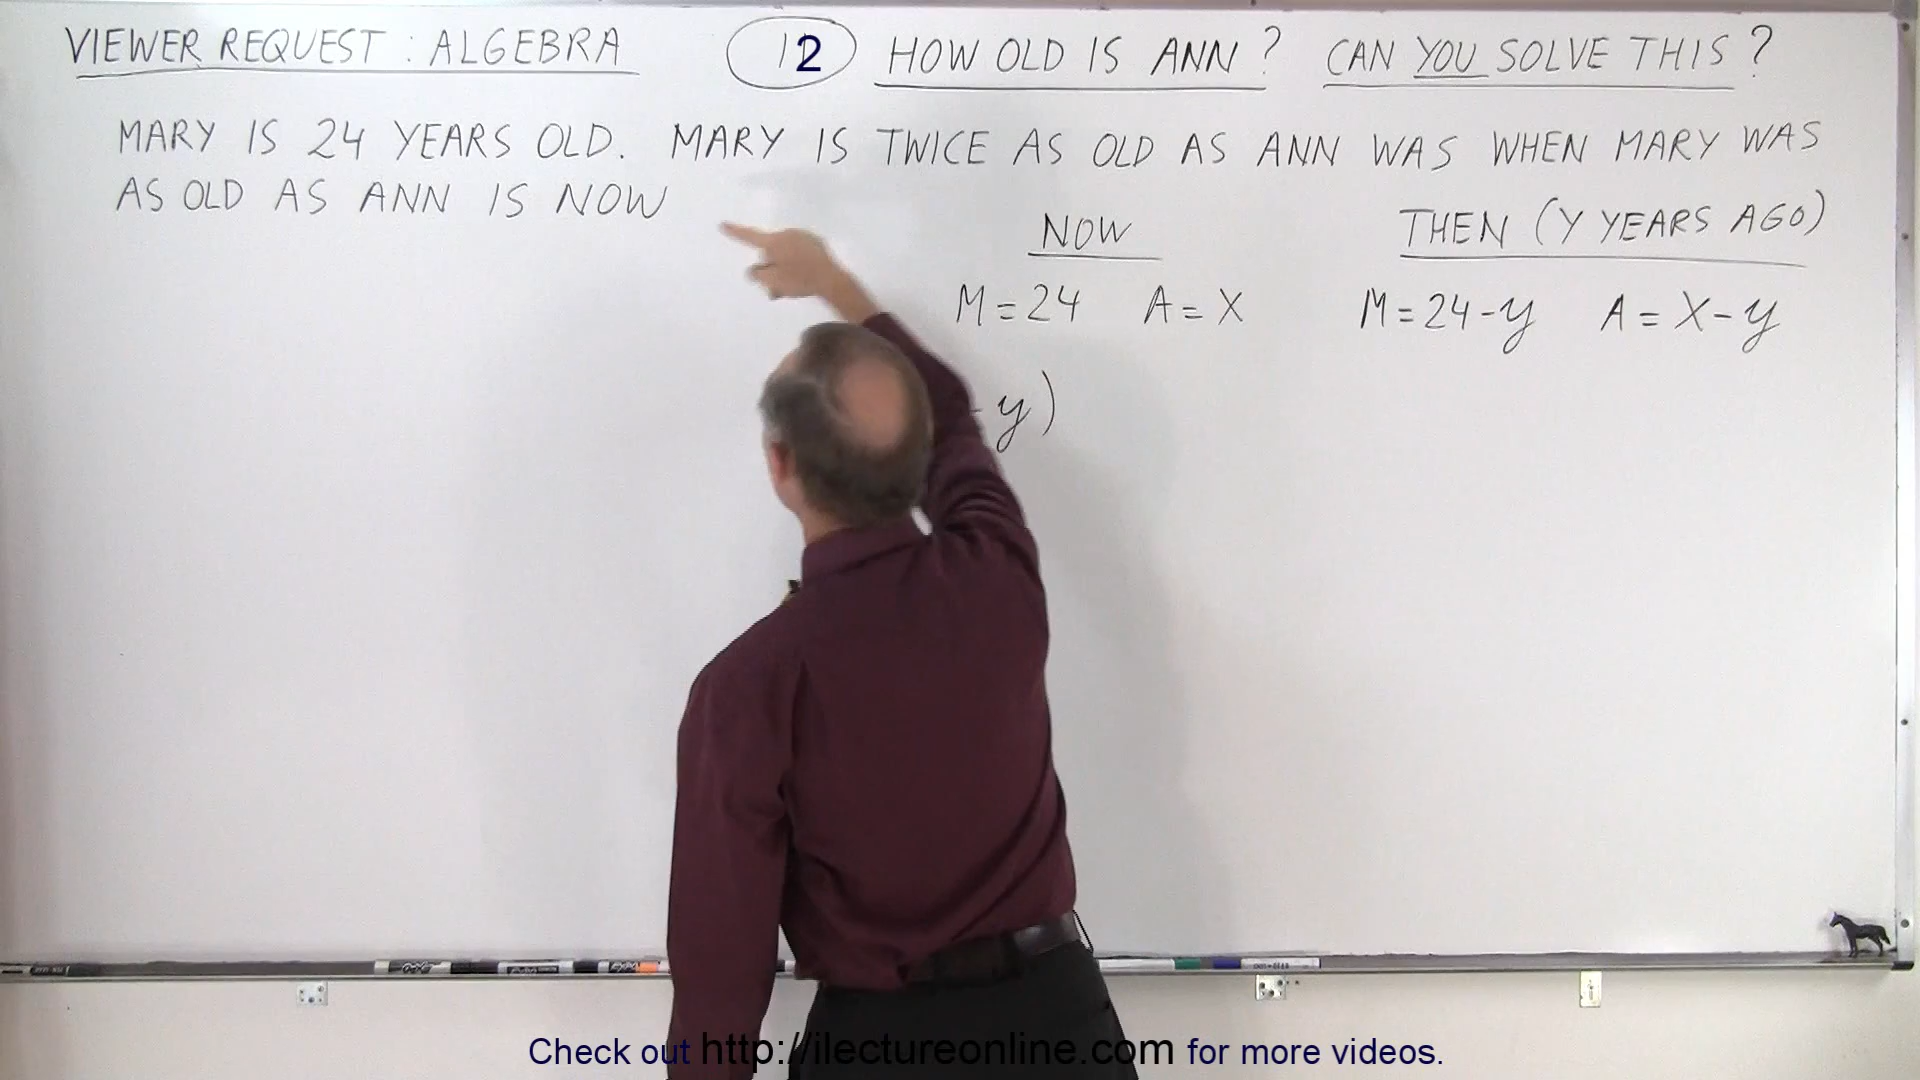 VIEWER REQUEST: ALGEBRA 12 HOW OLD IS ANN? CAN YOU SOLVE THIS?
MARY IS 24 YEARS OLD. MARY IS TWICE AS OLD AS ANN WAS WHEN MARY WAS
AS OLD AS ANN IS NOW
NOW THEN (Y YEARS AGO)
M=24 A=X M=24-y A=X-y
-y)
Check out http://ilectureonline.com for more videos.